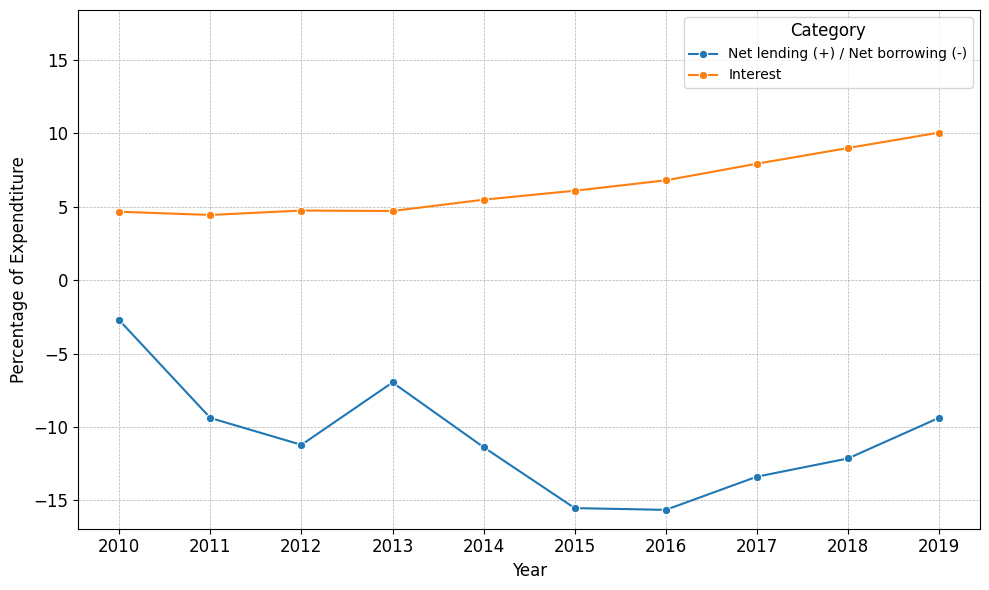 Category
Net lending (+) / Net borrowing (-)
Interest
15
10
5
0
−5
−10
−15
Percentage of Expendtiture
2010 2011 2012 2013 2014 2015 2016 2017 2018 2019
Year